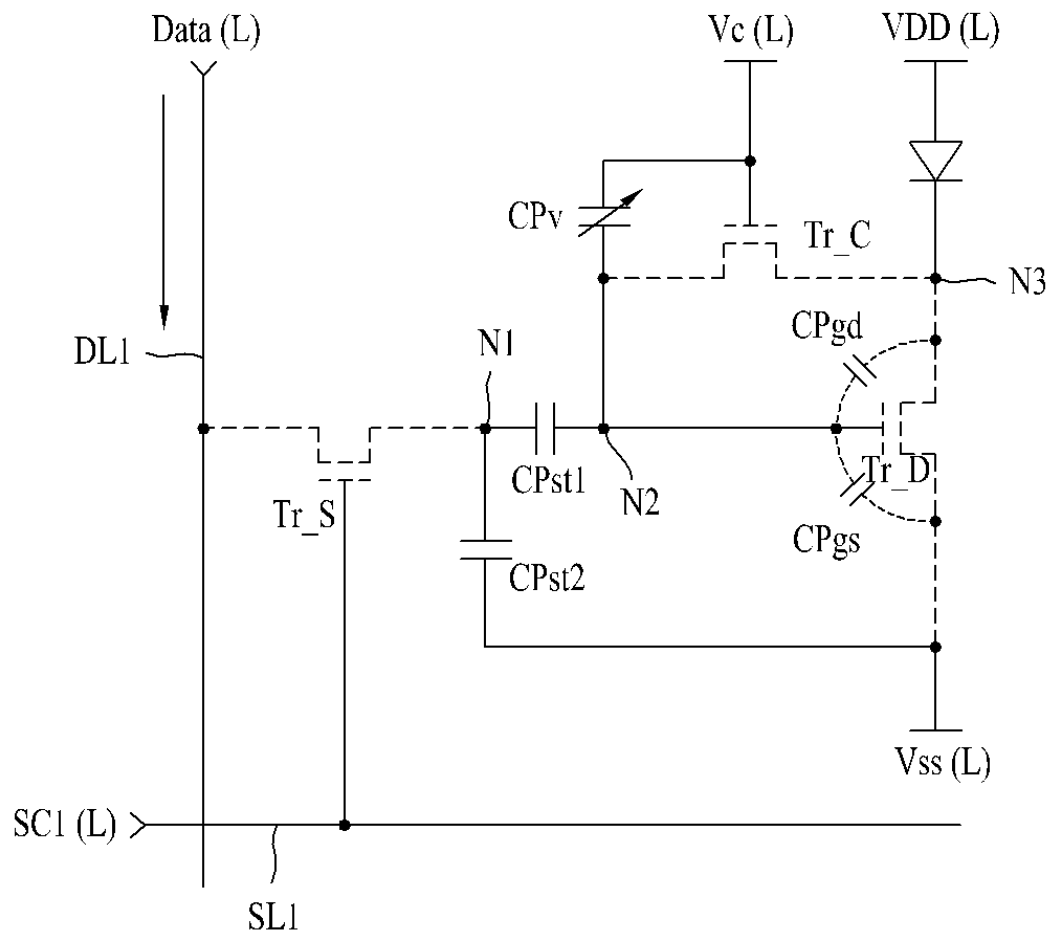 Data (L)
Vc (L)
VDD (L)
CPv
Tr_C
N3
CPgd
DL1
N1
Tr_D
CPst1
N2
Tr_S
CPgs
CPst2
Vss (L)
SC1 (L)
SL1